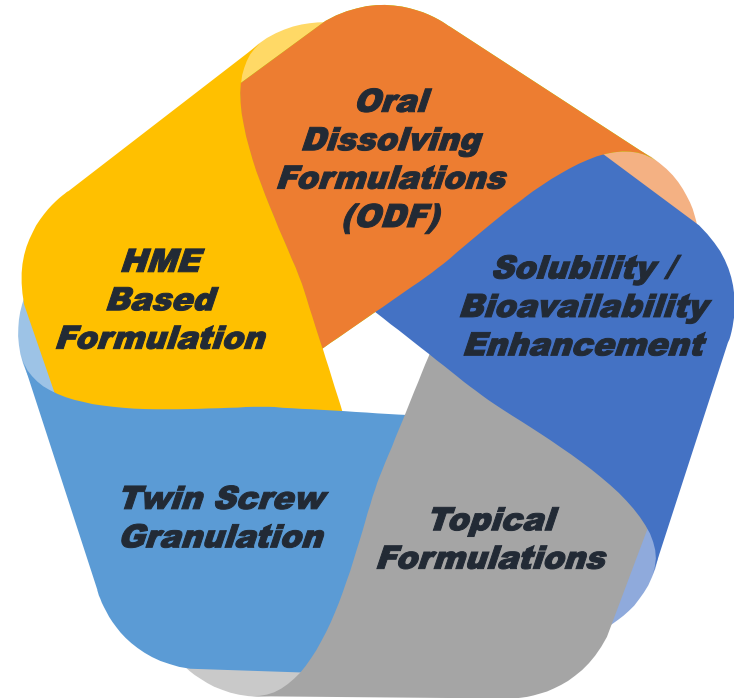 Oral
Dissolving
Formulations
(ODF)
Solubility /
Bioavailability
Enhancement
Topical
Formulations
Twin Screw
Granulation
HME
Based
Formulation